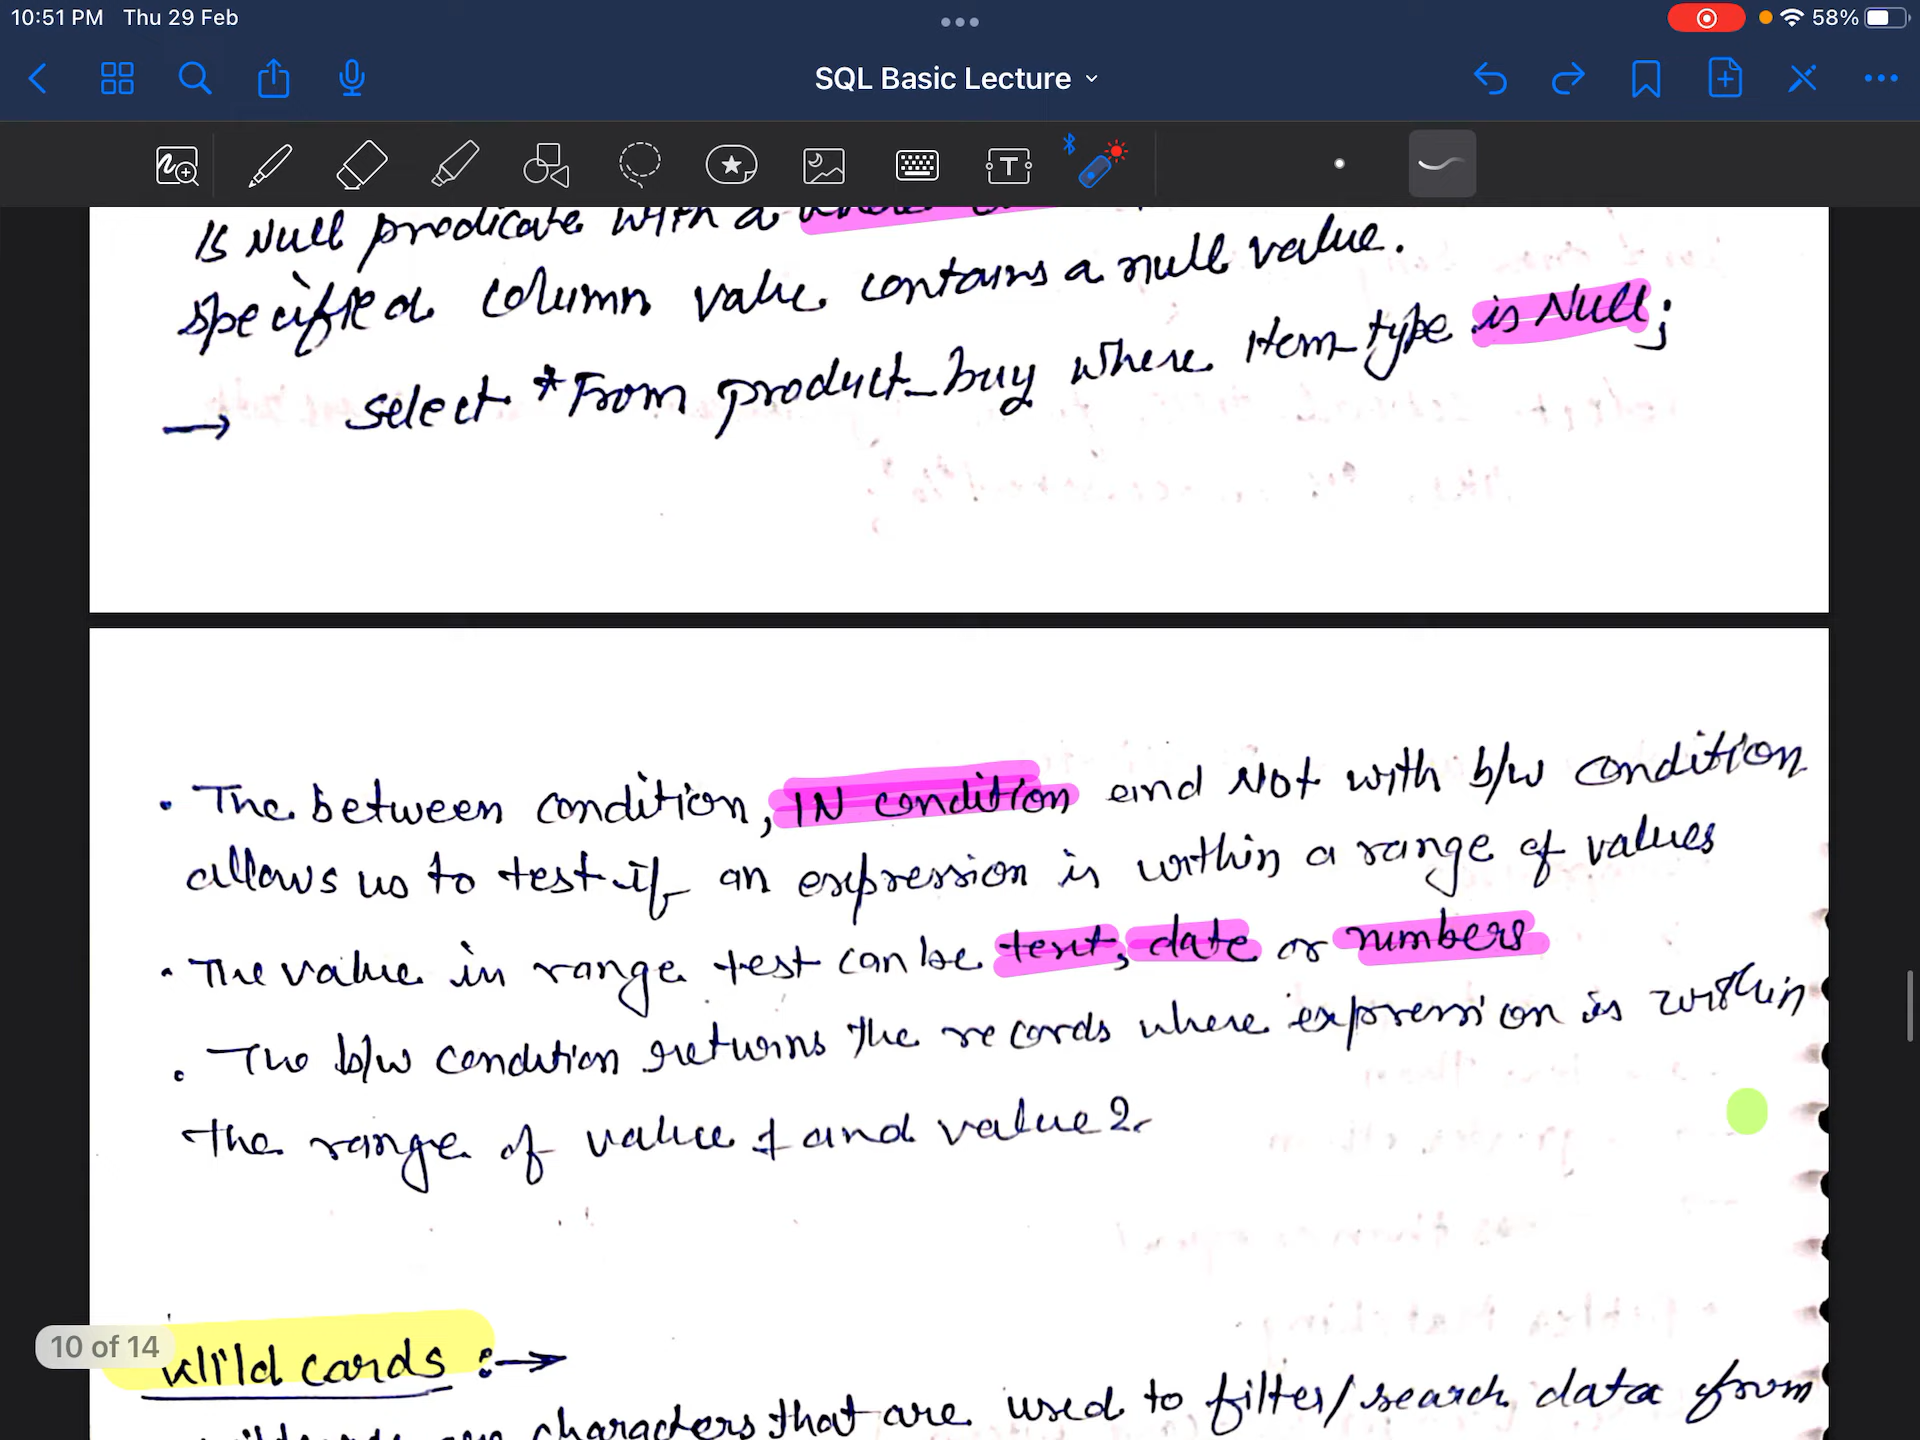 10:51 PM Thu 29 Feb
58%
SQL Basic Lecture
Is Null predicate with a where
specified column value contains a null value.
→ select *From product_buy where Item_type is Null;
• The between condition, IN condition and Not with b/w condition
allows us to test if an expression is within a range of values
• The value in range test can be text, date or numbers
• The b/w condition returns the records where expression is within
the range of value 1 and value 2.
10 of 14
Wild cards :→
characters that are used to filter/search data from